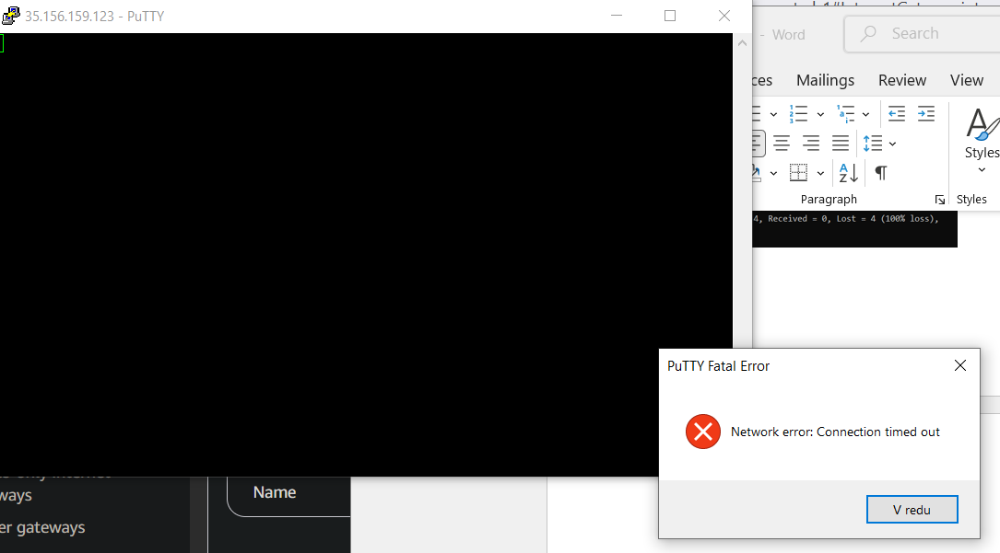 35.156.159.123 - PuTTY
- Word
Search
ces Mailings Review View
Paragraph
Styles
Styles
4, Received = 0, Lost = 4 (100% loss),
PuTTY Fatal Error
Network error: Connection timed out
V redu
ways
er gateways
Name